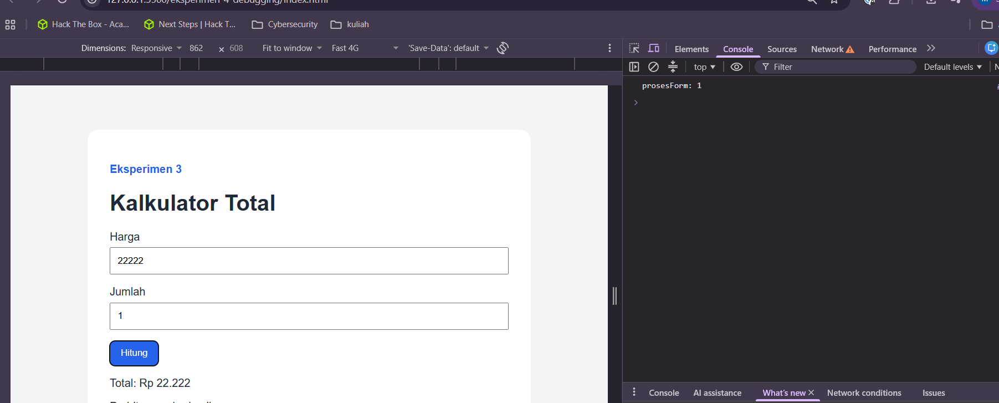 127.0.0.1:5500/eksperimen-4-debugging/index.html
Hack The Box - Aca... Next Steps | Hack T... Cybersecurity kuliah
Dimensions: Responsive 862 × 608 Fit to window Fast 4G 'Save-Data': default
Elements Console Sources Network Performance
top Filter Default levels
prosesForm: 1
Eksperimen 3
Kalkulator Total
Harga
22222
Jumlah
1
Hitung
Total: Rp 22.222
Console AI assistance What's new Network conditions Issues